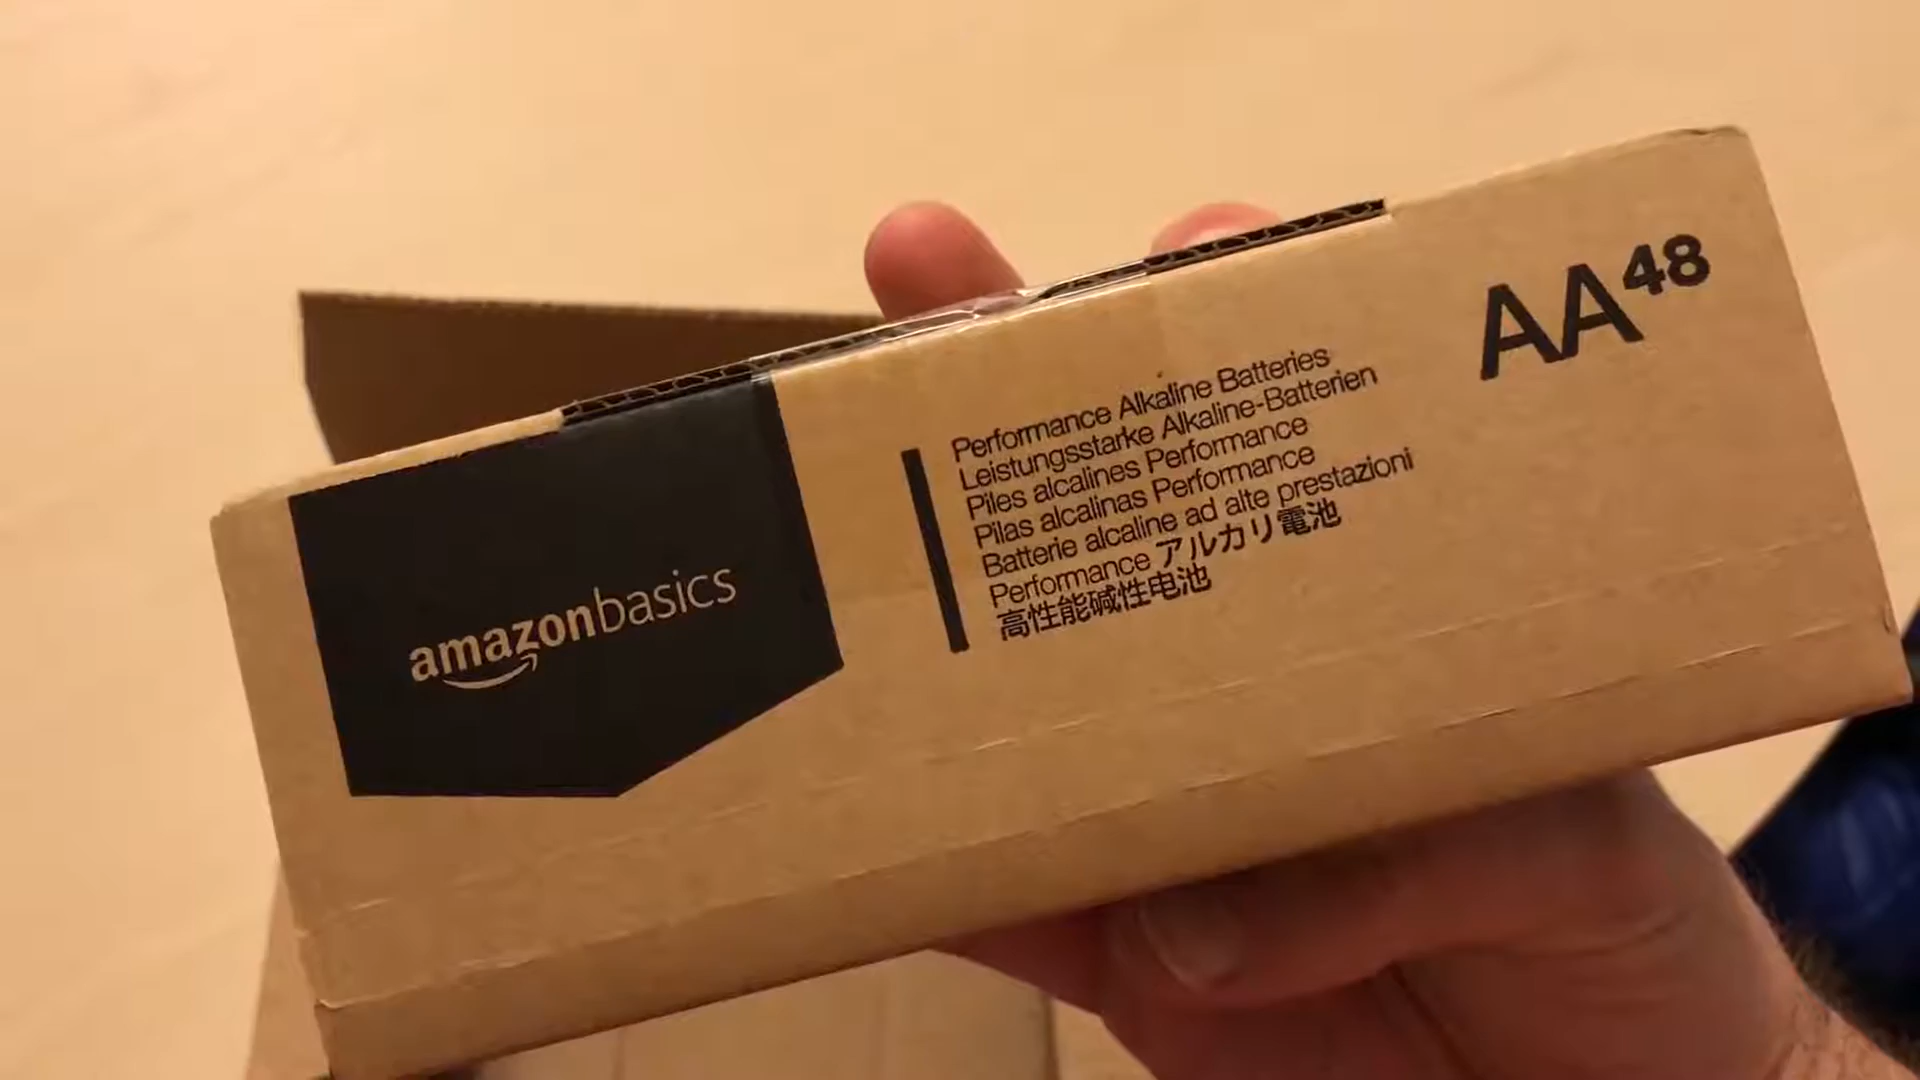 amazonbasics
Performance Alkaline Batteries
Leistungsstarke Alkaline-Batterien
Piles alcalines Performance
Pilas alcalinas Performance
Batterie alcaline ad alte prestazioni
Performance アルカリ電池
高性能碱性电池
AA48